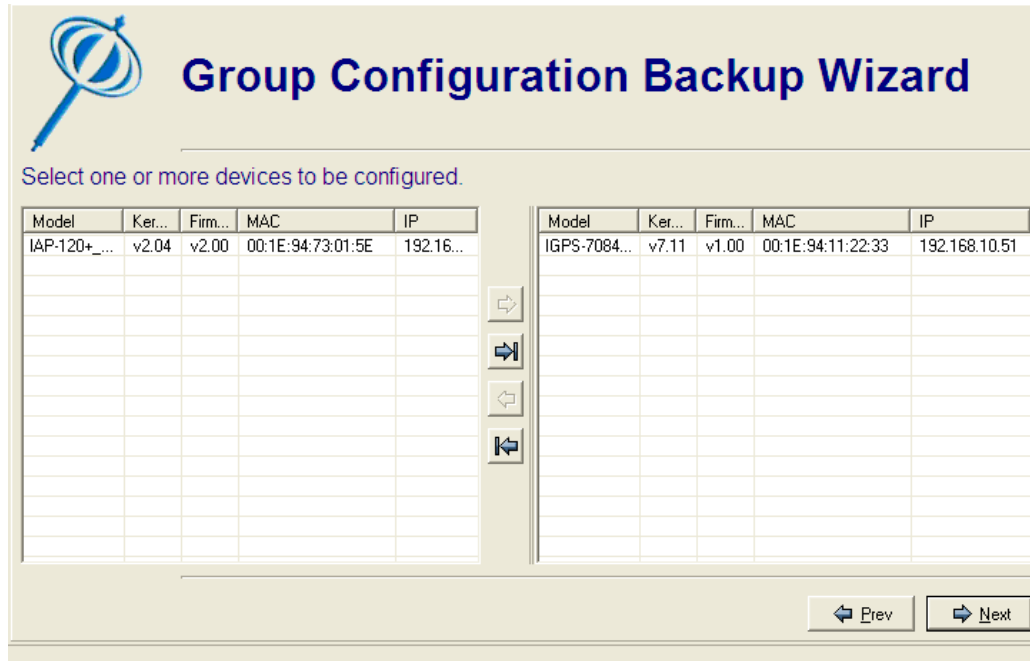 Group Configuration Backup Wizard
Select one or more devices to be configured.
Model Ker... Firm... MAC IP
IAP-120+_... v2.04 v2.00 00:1E:94:73:01:5E 192.16...
Model Ker... Firm... MAC IP
IGPS-7084... v7.11 v1.00 00:1E:94:11:22:33 192.168.10.51
Prev Next